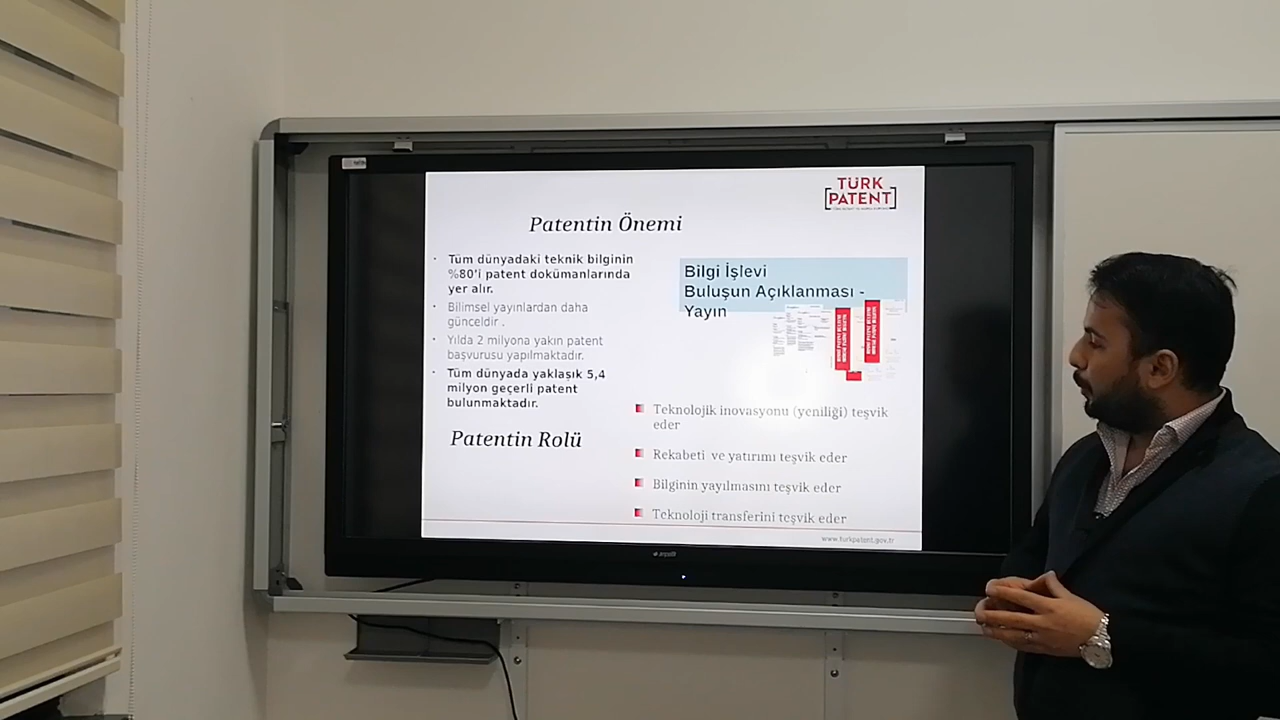 TÜRK
PATENT
Patentin Önemi
Tüm dünyadaki teknik bilginin
%80'i patent dokümanlarında
yer alır.
Bilimsel yayınlardan daha
günceldir .
Yılda 2 milyona yakın patent
başvurusu yapılmaktadır.
Tüm dünyada yaklaşık 5,4
milyon geçerli patent
bulunmaktadır.
Patentin Rolü
Bilgi İşlevi
Buluşun Açıklanması -
Yayın
Teknolojik inovasyonu (yeniliği) teşvik
eder
Rekabeti ve yatırımı teşvik eder
Bilginin yayılmasını teşvik eder
Teknoloji transferini teşvik eder
www.turkpatent.gov.tr